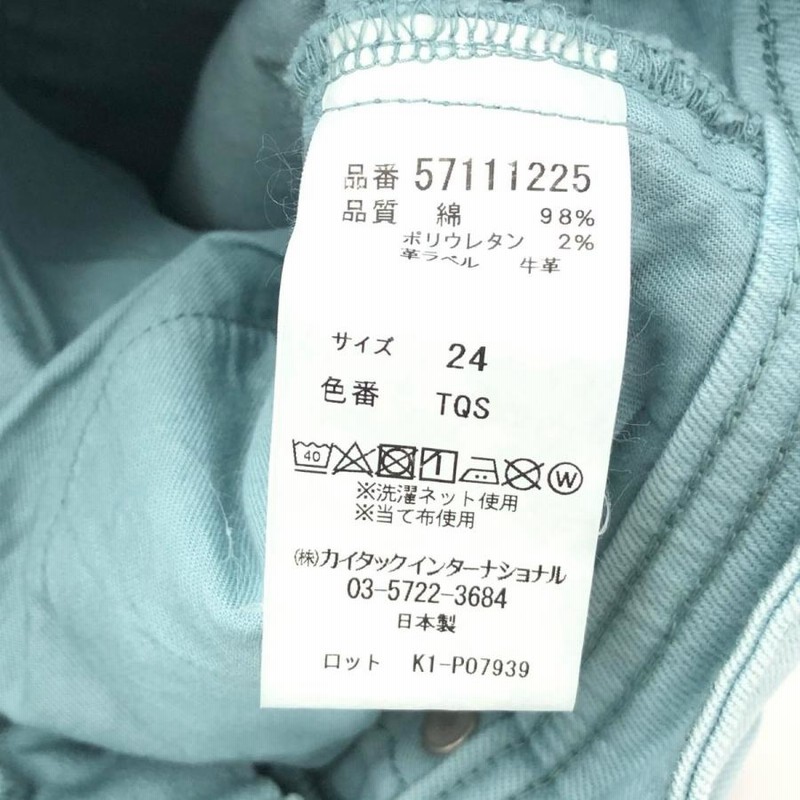 品番 57111225
品質 綿 98%
ポリウレタン 2%
革ラベル 牛革
サイズ 24
色番 TQS
40 W
※洗濯ネット使用
※当て布使用
(株)カイタックインターナショナル
03-5722-3684
日本製
ロット K1-P07939